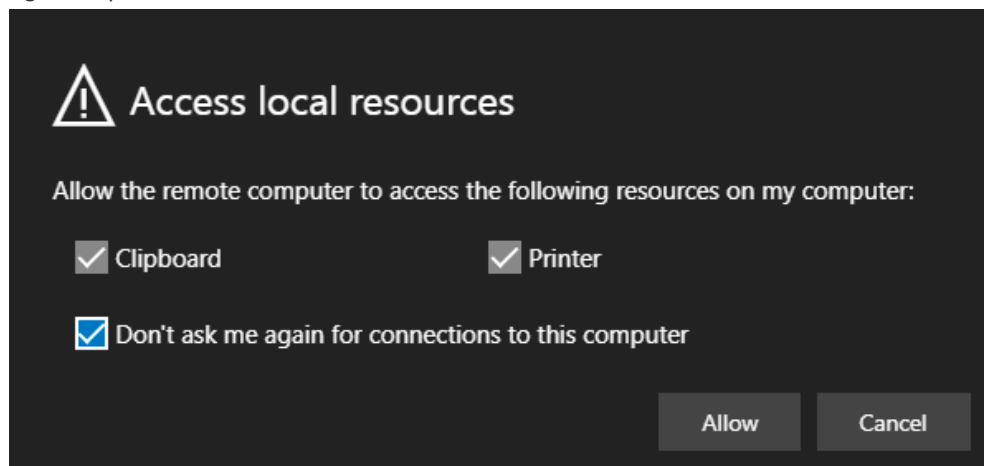 Access local resources
Allow the remote computer to access the following resources on my computer:
Clipboard Printer
Don't ask me again for connections to this computer
Allow Cancel